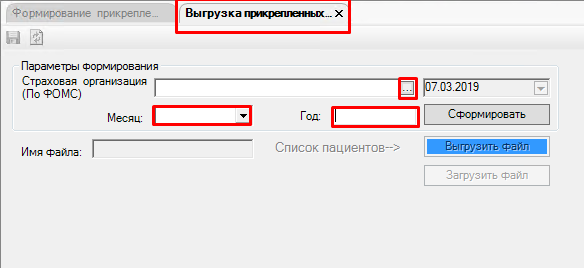 Формирование прикрепле... Выгрузка прикрепленных...
Параметры формирования
Страховая организация
(По ФОМС)
... 07.03.2019
Месяц: Год: Сформировать
Имя файла: Список пациентов--> Выгрузить файл
Загрузить файл